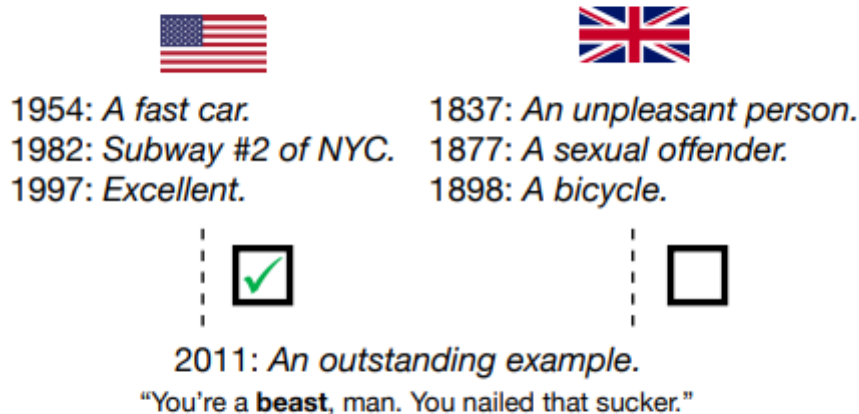 1954: A fast car.
1982: Subway #2 of NYC.
1997: Excellent.
1837: An unpleasant person.
1877: A sexual offender.
1898: A bicycle.
2011: An outstanding example.
“You’re a beast, man. You nailed that sucker.”